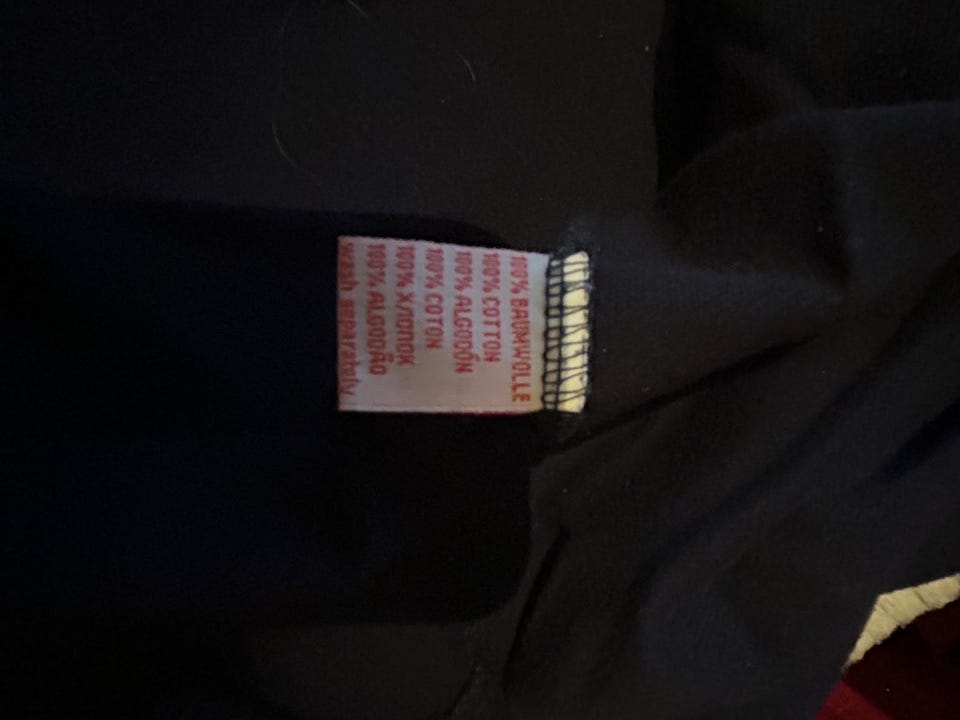 100% BAUMWOLLE
100% COTTON
100% ALGODÓN
100% COTON
100% ХЛОПОК
100% ALGODÃO
Wash separately